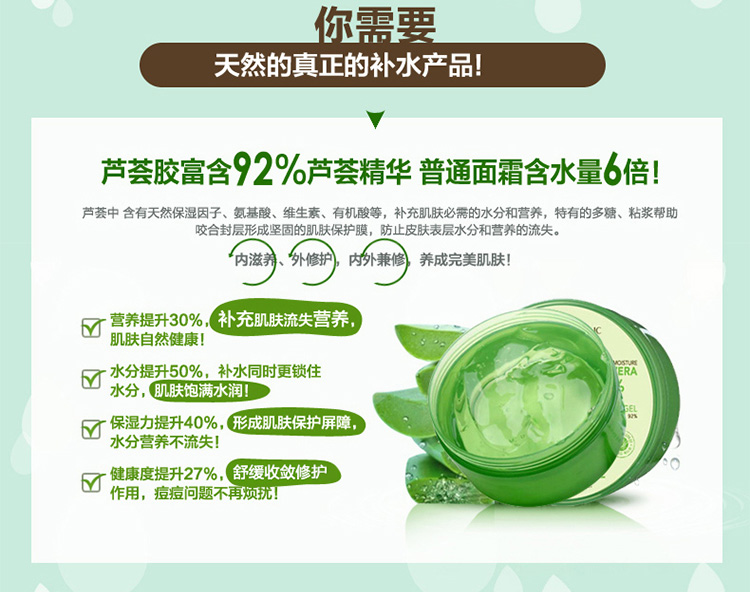 你需要
天然的真正的补水产品!
芦荟胶富含92%芦荟精华 普通面霜含水量6倍!
芦荟中 含有天然保湿因子、氨基酸、维生素、有机酸等，补充肌肤必需的水分和营养，特有的多糖、粘浆帮助
咬合封层形成坚固的肌肤保护膜，防止皮肤表层水分和营养的流失。
内滋养、外修护，内外兼修，养成完美肌肤!
营养提升30%，补充肌肤流失营养，
肌肤自然健康!
水分提升50%，补水同时更锁住
水分，肌肤饱满水润!
保湿力提升40%，形成肌肤保护屏障，
水分营养不流失!
健康度提升27%，舒缓收敛修护
作用，痘痘问题不再烦扰!
MOISTURE
GEL
92%